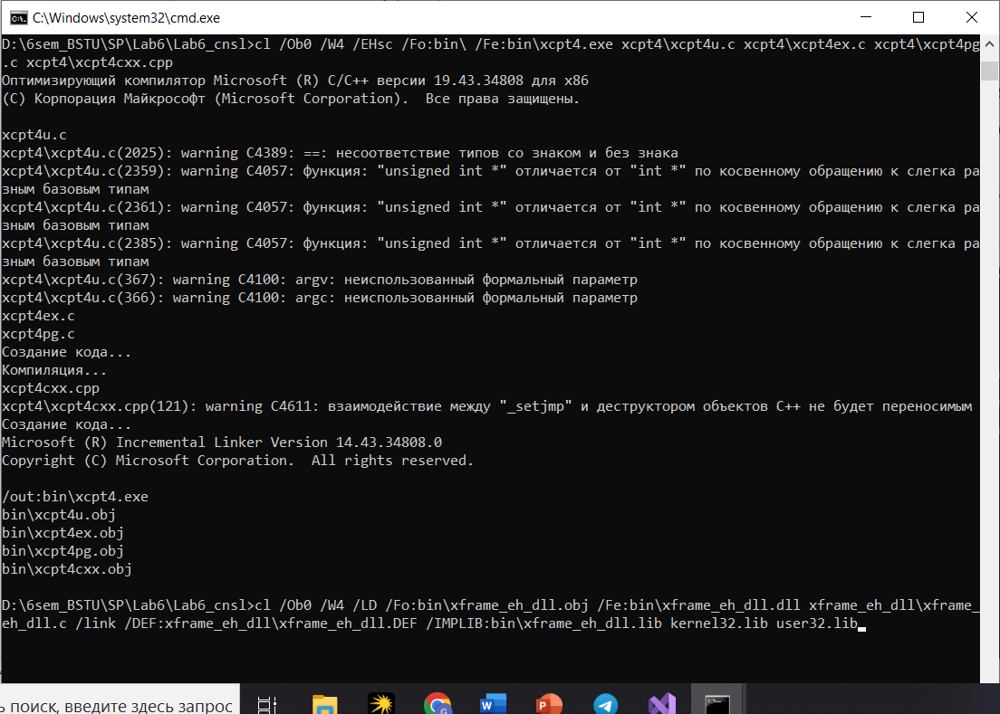 C:\Windows\system32\cmd.exe
D:\6sem_BSTU\SP\Lab6\Lab6_cnsl>cl /Ob0 /W4 /EHsc /Fo:bin\ /Fe:bin\xcpt4.exe xcpt4\xcpt4u.c xcpt4\xcpt4ex.c xcpt4\xcpt4pg
.c xcpt4\xcpt4cxx.cpp
Оптимизирующий компилятор Microsoft (R) C/C++ версии 19.43.34808 для x86
(C) Корпорация Майкрософт (Microsoft Corporation).  Все права защищены.

xcpt4u.c
xcpt4\xcpt4u.c(2025): warning C4389: ==: несоответствие типов со знаком и без знака
xcpt4\xcpt4u.c(2359): warning C4057: функция: "unsigned int *" отличается от "int *" по косвенному обращению к слегка ра
зным базовым типам
xcpt4\xcpt4u.c(2361): warning C4057: функция: "unsigned int *" отличается от "int *" по косвенному обращению к слегка ра
зным базовым типам
xcpt4\xcpt4u.c(2385): warning C4057: функция: "unsigned int *" отличается от "int *" по косвенному обращению к слегка ра
зным базовым типам
xcpt4\xcpt4u.c(367): warning C4100: argv: неиспользованный формальный параметр
xcpt4\xcpt4u.c(366): warning C4100: argc: неиспользованный формальный параметр
xcpt4ex.c
xcpt4pg.c
Создание кода...
Компиляция...
xcpt4cxx.cpp
xcpt4\xcpt4cxx.cpp(121): warning C4611: взаимодействие между "_setjmp" и деструктором объектов C++ не будет переносимым
Создание кода...
Microsoft (R) Incremental Linker Version 14.43.34808.0
Copyright (C) Microsoft Corporation.  All rights reserved.

/out:bin\xcpt4.exe
bin\xcpt4u.obj
bin\xcpt4ex.obj
bin\xcpt4pg.obj
bin\xcpt4cxx.obj

D:\6sem_BSTU\SP\Lab6\Lab6_cnsl>cl /Ob0 /W4 /LD /Fo:bin\xframe_eh_dll.obj /Fe:bin\xframe_eh_dll.dll xframe_eh_dll\xframe_
eh_dll.c /link /DEF:xframe_eh_dll\xframe_eh_dll.DEF /IMPLIB:bin\xframe_eh_dll.lib kernel32.lib user32.lib
ь поиск, введите здесь запрос